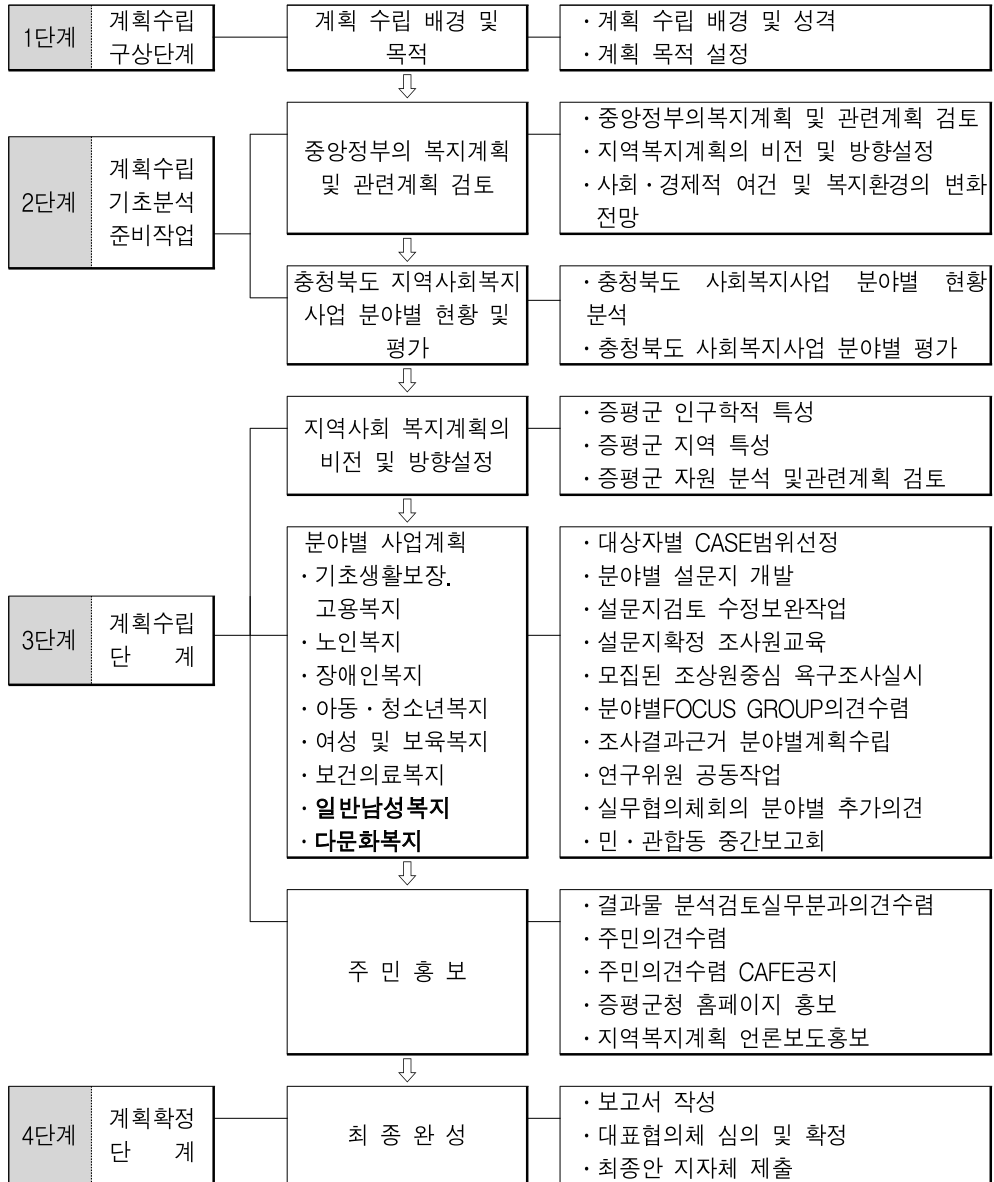 1단계
계획수립
구상단계
계획 수립 배경 및
목적
·계획 수립 배경 및 성격
·계획 목적 설정
2단계
계획수립
기초분석
준비작업
중앙정부의 복지계획
및 관련계획 검토
·중앙정부의복지계획 및 관련계획 검토
·지역복지계획의 비전 및 방향설정
·사회·경제적 여건 및 복지환경의 변화
전망
충청북도 지역사회복지
사업 분야별 현황 및
평가
·충청북도 사회복지사업 분야별 현황
분석
·충청북도 사회복지사업 분야별 평가
3단계
계획수립
단 계
지역사회 복지계획의
비전 및 방향설정
·증평군 인구학적 특성
·증평군 지역 특성
·증평군 자원 분석 및관련계획 검토
분야별 사업계획
·기초생활보장.
고용복지
·노인복지
·장애인복지
·아동·청소년복지
·여성 및 보육복지
·보건의료복지
·일반남성복지
·다문화복지
·대상자별 CASE범위선정
·분야별 설문지 개발
·설문지검토 수정보완작업
·설문지확정 조사원교육
·모집된 조상원중심 욕구조사실시
·분야별FOCUS GROUP의견수렴
·조사결과근거 분야별계획수립
·연구위원 공동작업
·실무협의체회의 분야별 추가의견
·민·관합동 중간보고회
주 민 홍 보
·결과물 분석검토실무분과의견수렴
·주민의견수렴
·주민의견수렴 CAFE공지
·증평군청 홈페이지 홍보
·지역복지계획 언론보도홍보
4단계
계획확정
단 계
최 종 완 성
·보고서 작성
·대표협의체 심의 및 확정
·최종안 지자체 제출